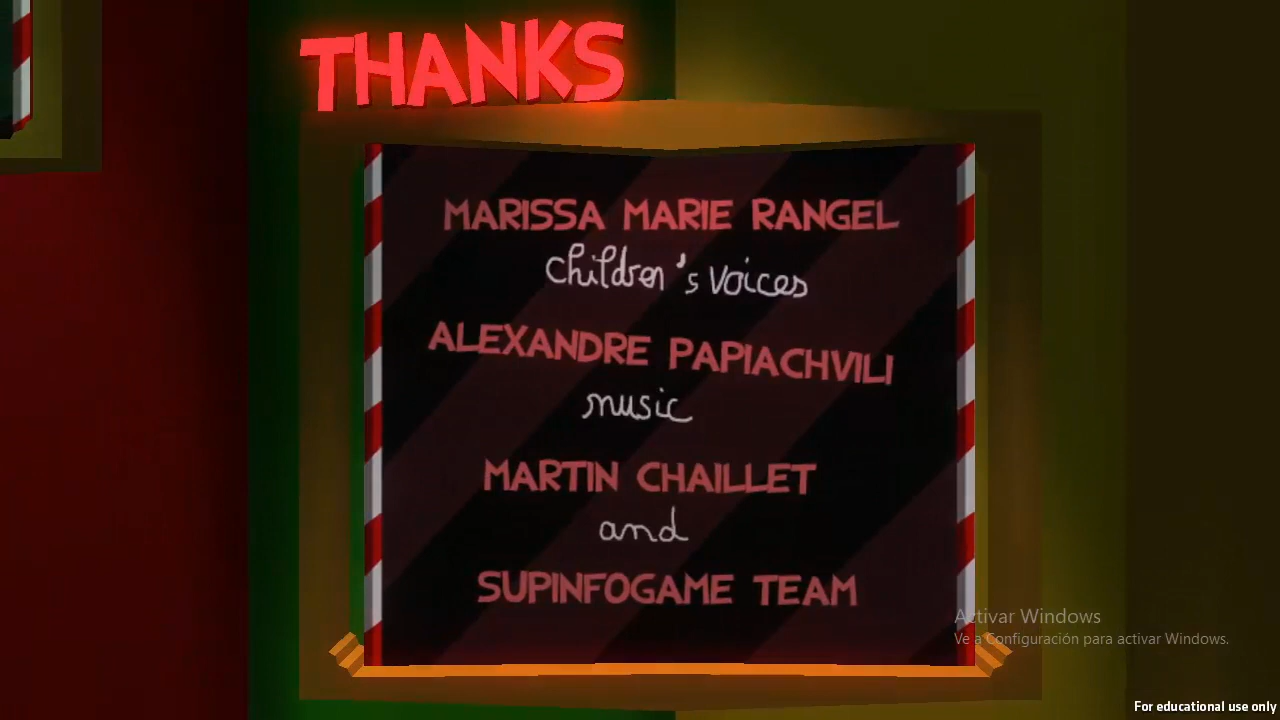 THANKS
MARISSA MARIE RANGEL
children's voices
ALEXANDRE PAPIACHVILI
music
MARTIN CHAILLET
and
SUPINFOGAME TEAM
Activar Windows
Ve a Configuración para activar Windows.
For educational use only